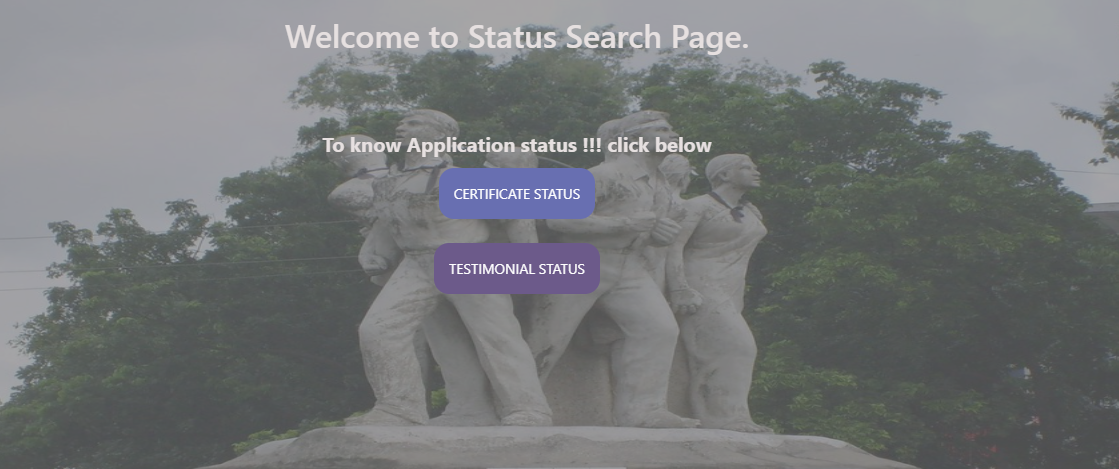 Welcome to Status Search Page.
To know Application status !!! click below
CERTIFICATE STATUS
TESTIMONIAL STATUS